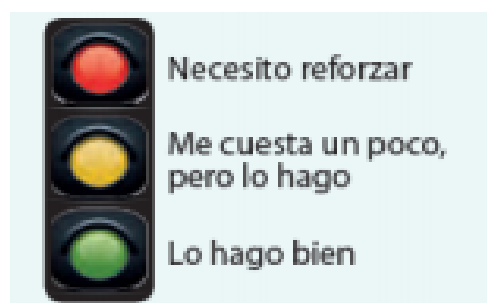 Necesito reforzar
Me cuesta un poco,
pero lo hago
Lo hago bien